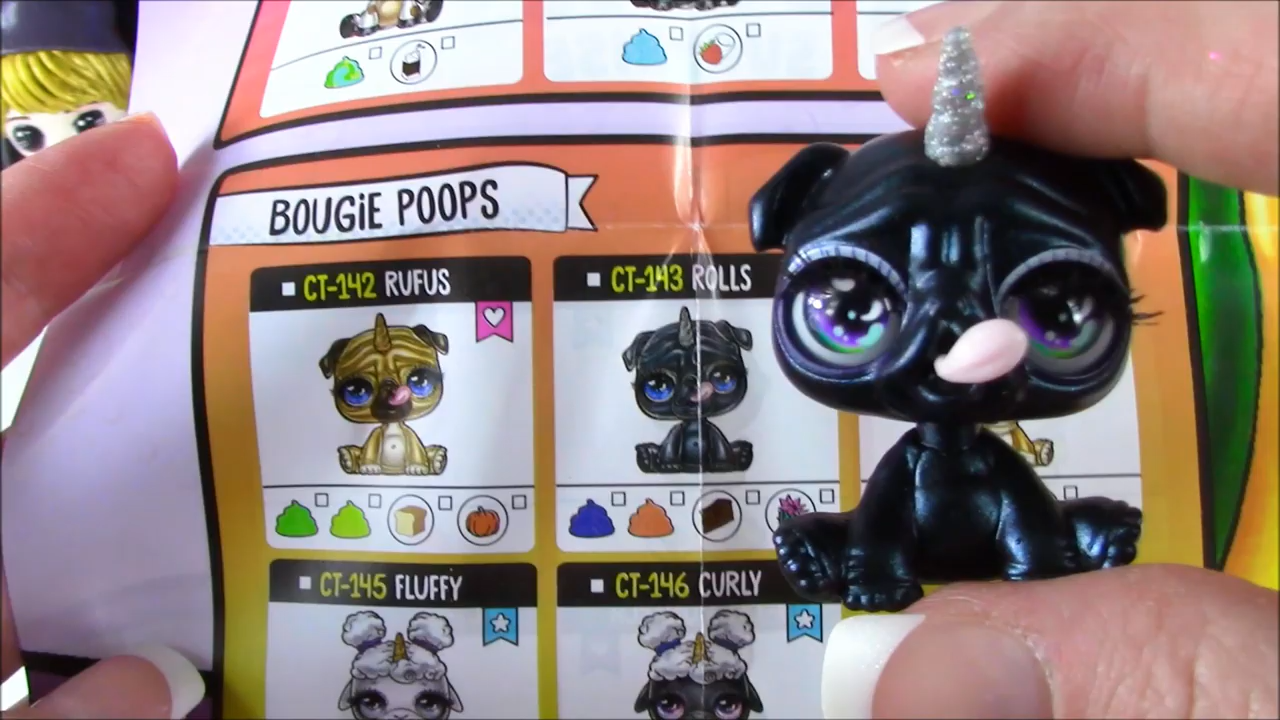 BOUGiE POOPS
CT-142 RUFUS
CT-143 ROLLS
CT-145 FLUFFY
CT-146 CURLY